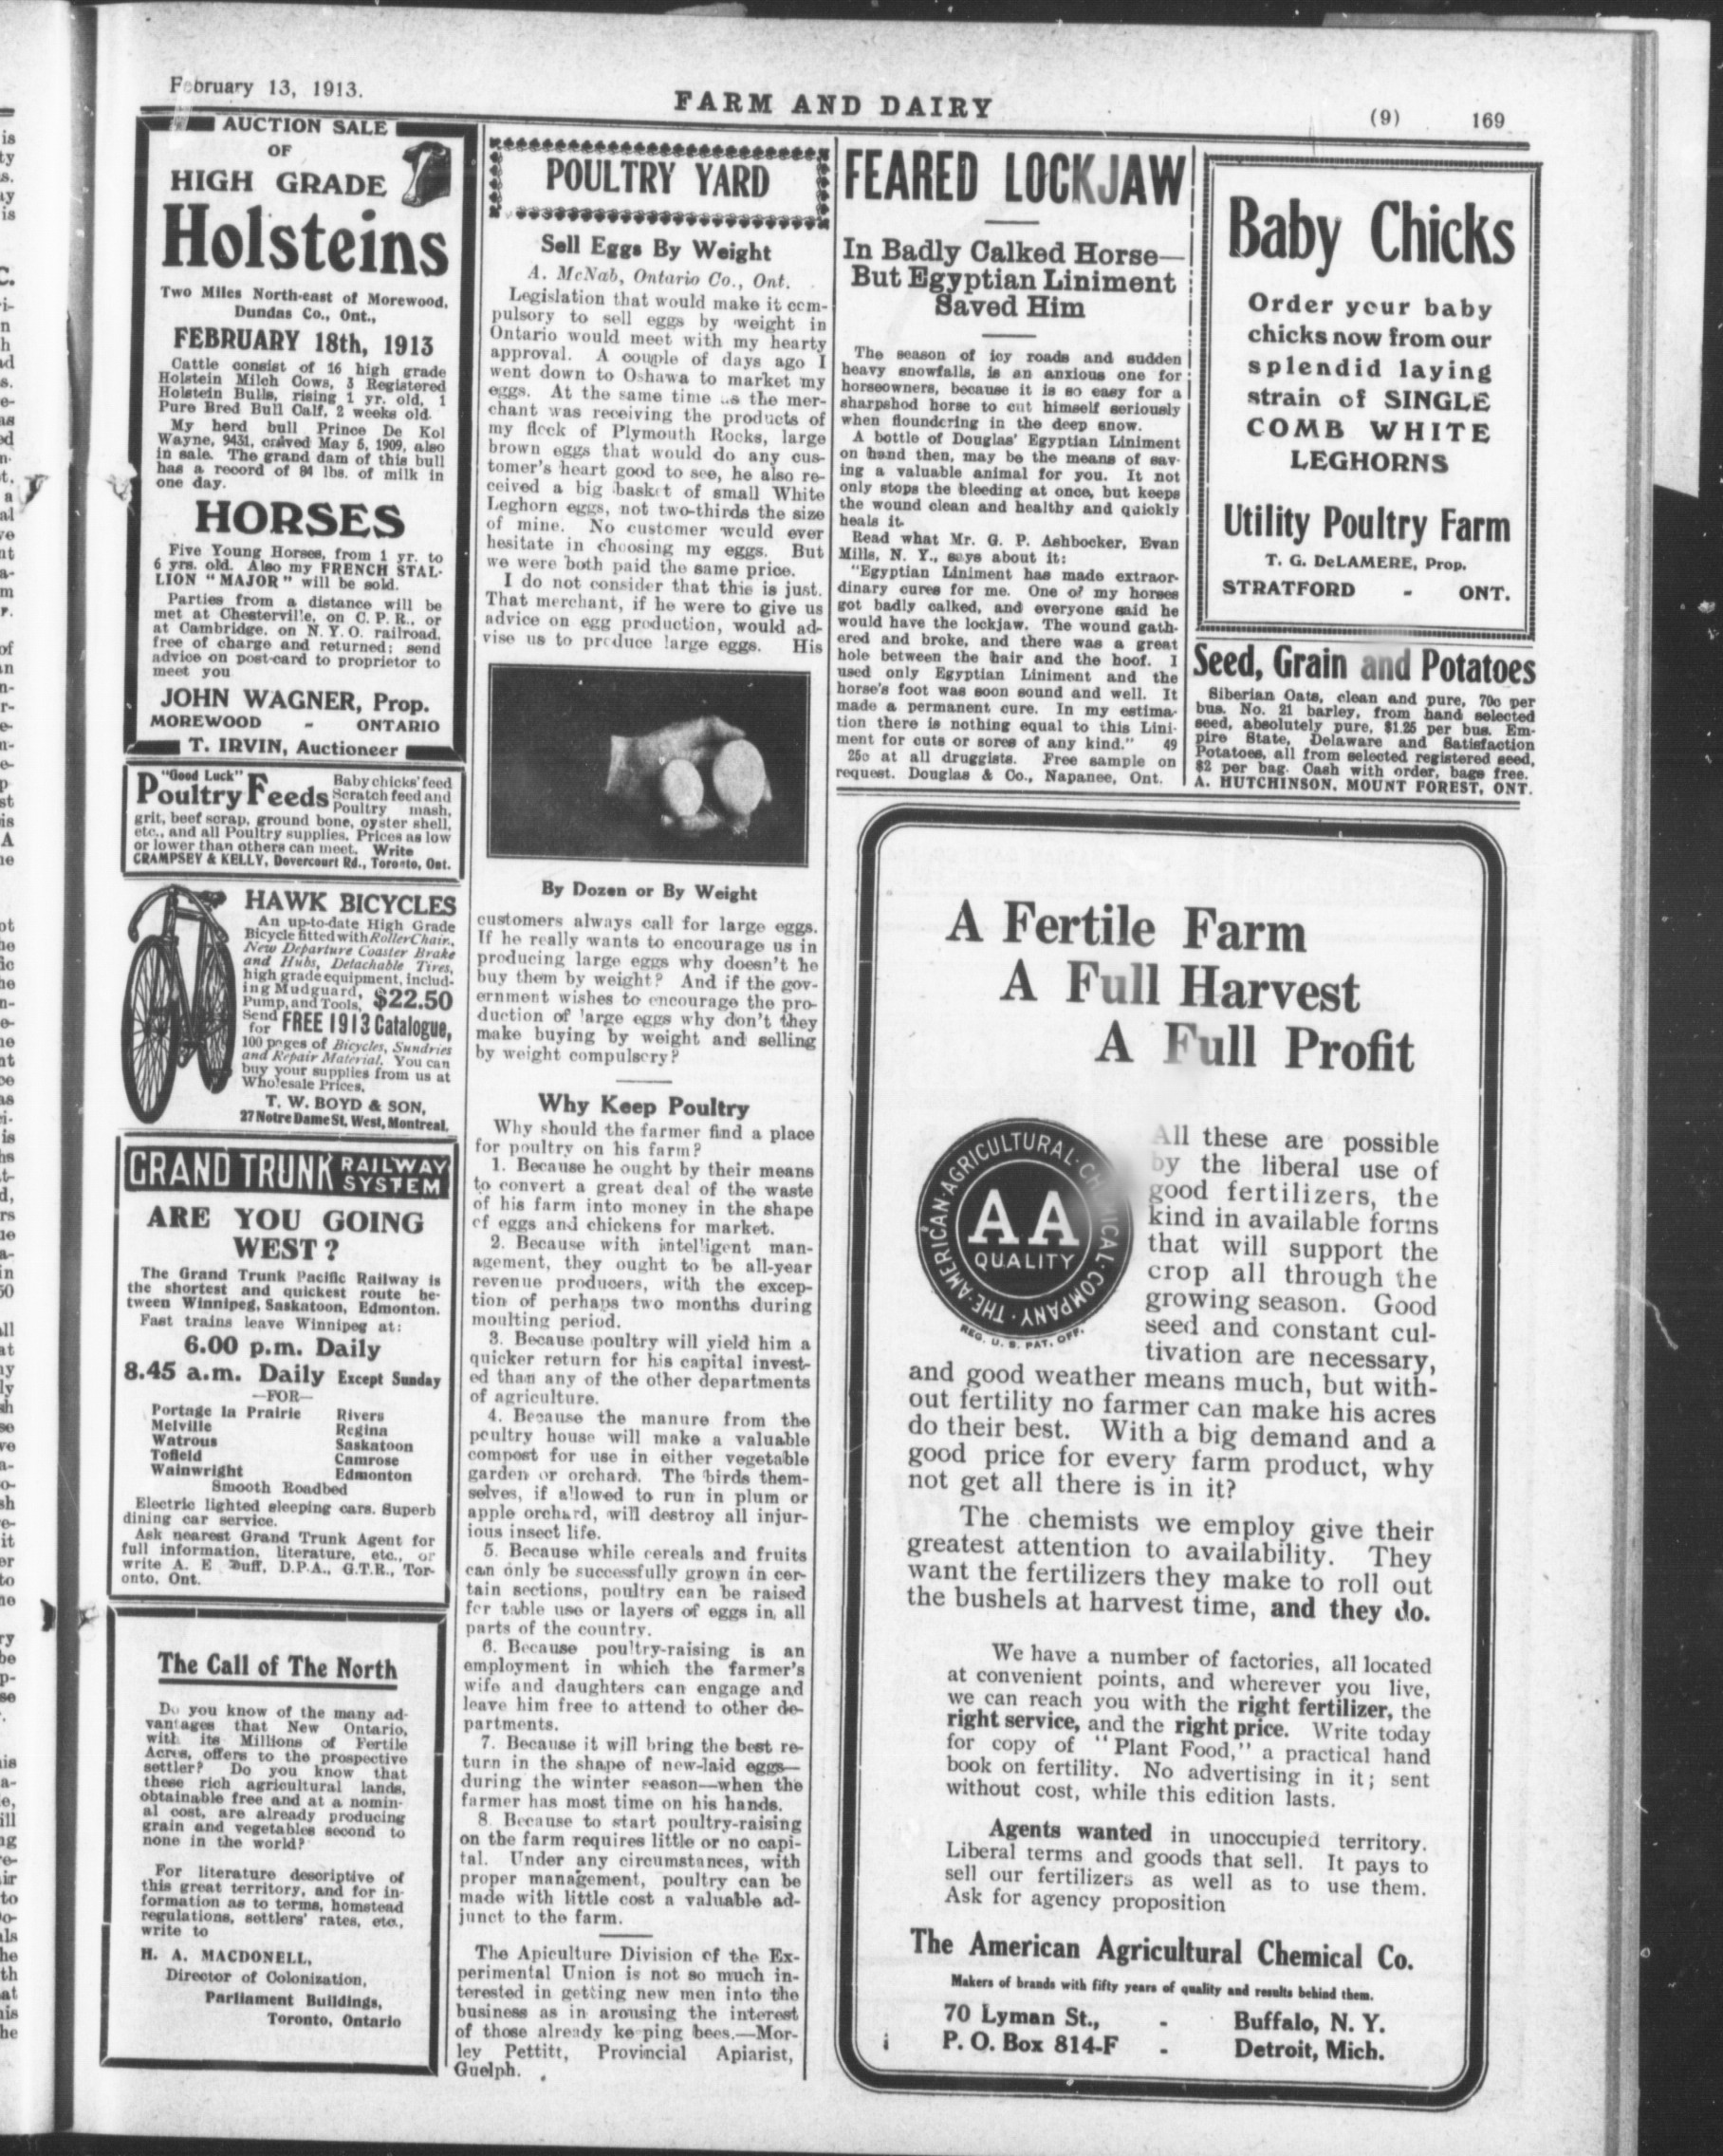 February 13, 1913.
FARM AND DAIRY
(9) 169
AUCTION SALE
OF
HIGH GRADE
Holsteins
Two Miles North-east of Morewood,
Dundas Co., Ont.,
FEBRUARY 18th, 1913
Cattle consist of 16 high grade
Holstein Milch Cows, 3 Registered
Holstein Bulls, rising 1 yr. old, 1
Pure Bred Bull Calf, 2 weeks old.
My herd bull Prince De Kol
Wayne, 9431, calved May 5, 1909, also
in sale. The grand dam of this bull
has a record of 84 lbs. of milk in
one day.
HORSES
Five Young Horses, from 1 yr. to
6 yrs. old. Also my FRENCH STAL-
LION "MAJOR" will be sold.
Parties from a distance will be
met at Chesterville, on C. P. R., or
at Cambridge, on N. Y. O. railroad,
free of charge and returned; send
advice on post-card to proprietor to
meet you
JOHN WAGNER, Prop.
MOREWOOD - ONTARIO
T. IRVIN, Auctioneer
"Good Luck"
Poultry Feeds
Baby chicks' feed
Scratch feed and
Poultry mash,
grit, beef scrap, ground bone, oyster shell,
etc., and all Poultry supplies. Prices as low
or lower than others can meet. Write
CRAMPSEY & KELLY, Dovercourt Rd., Toronto, Ont.
HAWK BICYCLES
An up-to-date High Grade
Bicycle fitted with Roller Chain,
New Departure Coaster Brake
and Hubs, Detachable Tires,
high grade equipment, includ-
ing Mudguard,
Pump, and Tools, $22.50
Send for FREE 1913 Catalogue,
100 pages of Bicycles, Sundries
and Repair Material. You can
buy your supplies from us at
Wholesale Prices.
T. W. BOYD & SON,
27 Notre Dame St. West, Montreal.
GRAND TRUNK RAILWAY SYSTEM
ARE YOU GOING
WEST?
The Grand Trunk Pacific Railway is
the shortest and quickest route be-
tween Winnipeg, Saskatoon, Edmonton.
Fast trains leave Winnipeg at:
6.00 p.m. Daily
8.45 a.m. Daily Except Sunday
—FOR—
Portage la Prairie Rivers
Melville Regina
Watrous Saskatoon
Tofield Camrose
Wainwright Edmonton
Smooth Roadbed
Electric lighted sleeping cars. Superb
dining car service.
Ask nearest Grand Trunk Agent for
full information, literature, etc., or
write A. E. Duff, D.P.A., G.T.R., Tor-
onto, Ont.
The Call of The North
Do you know of the many ad-
vantages that New Ontario,
with its Millions of Fertile
Acres, offers to the prospective
settler? Do you know that
these rich agricultural lands,
obtainable free and at a nomin-
al cost, are already producing
grain and vegetables second to
none in the world?
For literature descriptive of
this great territory, and for in-
formation as to terms, homstead
regulations, settlers' rates, etc.,
write to
H. A. MACDONELL,
Director of Colonization,
Parliament Buildings,
Toronto, Ontario
POULTRY YARD
Sell Eggs By Weight
A. McNab, Ontario Co., Ont.
Legislation that would make it com-
pulsory to sell eggs by weight in
Ontario would meet with my hearty
approval. A couple of days ago I
went down to Oshawa to market my
eggs. At the same time as the mer-
chant was receiving the products of
my flock of Plymouth Rocks, large
brown eggs that would do any cus-
tomer's heart good to see, he also re-
ceived a big basket of small White
Leghorn eggs, not two-thirds the size
of mine. No customer would ever
hesitate in choosing my eggs. But
we were both paid the same price.
I do not consider that this is just.
That merchant, if he were to give us
advice on egg production, would ad-
vise us to produce large eggs. His
By Dozen or By Weight
customers always call for large eggs.
If he really wants to encourage us in
producing large eggs why doesn't he
buy them by weight? And if the gov-
ernment wishes to encourage the pro-
duction of large eggs why don't they
make buying by weight and selling
by weight compulsory?
Why Keep Poultry
Why should the farmer find a place
for poultry on his farm?
1. Because he ought by their means
to convert a great deal of the waste
of his farm into money in the shape
of eggs and chickens for market.
2. Because with intelligent man-
agement, they ought to be all-year
revenue producers, with the excep-
tion of perhaps two months during
moulting period.
3. Because poultry will yield him a
quicker return for his capital invest-
ed than any of the other departments
of agriculture.
4. Because the manure from the
poultry house will make a valuable
compost for use in either vegetable
garden or orchard. The birds them-
selves, if allowed to run in plum or
apple orchard, will destroy all injur-
ious insect life.
5. Because while cereals and fruits
can only be successfully grown in cer-
tain sections, poultry can be raised
for table use or layers of eggs in all
parts of the country.
6. Because poultry-raising is an
employment in which the farmer's
wife and daughters can engage and
leave him free to attend to other de-
partments.
7. Because it will bring the best re-
turn in the shape of new-laid eggs—
during the winter season—when the
farmer has most time on his hands.
8. Because to start poultry-raising
on the farm requires little or no capi-
tal. Under any circumstances, with
proper management, poultry can be
made with little cost a valuable ad-
junct to the farm.
The Apiculture Division of the Ex-
perimental Union is not so much in-
terested in getting new men into the
business as in arousing the interest
of those already keeping bees.—Mor-
ley Pettitt, Provincial Apiarist,
Guelph.
FEARED LOCKJAW
In Badly Calked Horse—
But Egyptian Liniment
Saved Him
The season of icy roads and sudden
heavy snowfalls, is an anxious one for
horseowners, because it is so easy for a
sharpshod horse to cut himself seriously
when floundering in the deep snow.
A bottle of Douglas' Egyptian Liniment
on hand then, may be the means of sav-
ing a valuable animal for you. It not
only stops the bleeding at once, but keeps
the wound clean and healthy and quickly
heals it.
Read what Mr. G. P. Ashbocker, Evan
Mills, N. Y., says about it:
"Egyptian Liniment has made extraor-
dinary cures for me. One of my horses
got badly calked, and everyone said he
would have the lockjaw. The wound gath-
ered and broke, and there was a great
hole between the hair and the hoof. I
used only Egyptian Liniment and the
horse's foot was soon sound and well. It
made a permanent cure. In my estima-
tion there is nothing equal to this Lini-
ment for cuts or sores of any kind." 49
25c at all druggists. Free sample on
request. Douglas & Co., Napanee, Ont.
Baby Chicks
Order your baby
chicks now from our
splendid laying
strain of SINGLE
COMB WHITE
LEGHORNS
Utility Poultry Farm
T. G. DeLAMERE, Prop.
STRATFORD - ONT.
Seed, Grain and Potatoes
Siberian Oats, clean and pure, 70c per
bus. No. 21 barley, from hand selected
seed, absolutely pure, $1.25 per bus. Em-
pire State, Delaware and Satisfaction
Potatoes, all from selected registered seed,
$2 per bag. Cash with order, bags free.
A. HUTCHINSON, MOUNT FOREST, ONT.
A Fertile Farm
A Full Harvest
A Full Profit
THE AMERICAN AGRICULTURAL CHEMICAL COMPANY
AA
QUALITY
REG. U. S. PAT. OFF.
All these are possible
by the liberal use of
good fertilizers, the
kind in available forms
that will support the
crop all through the
growing season. Good
seed and constant cul-
tivation are necessary,
and good weather means much, but with-
out fertility no farmer can make his acres
do their best. With a big demand and a
good price for every farm product, why
not get all there is in it?
The chemists we employ give their
greatest attention to availability. They
want the fertilizers they make to roll out
the bushels at harvest time, and they do.
We have a number of factories, all located
at convenient points, and wherever you live,
we can reach you with the right fertilizer, the
right service, and the right price. Write today
for copy of "Plant Food," a practical hand
book on fertility. No advertising in it; sent
without cost, while this edition lasts.
Agents wanted in unoccupied territory.
Liberal terms and goods that sell. It pays to
sell our fertilizers as well as to use them.
Ask for agency proposition
The American Agricultural Chemical Co.
Makers of brands with fifty years of quality and results behind them.
70 Lyman St., - Buffalo, N. Y.
P. O. Box 814-F - Detroit, Mich.